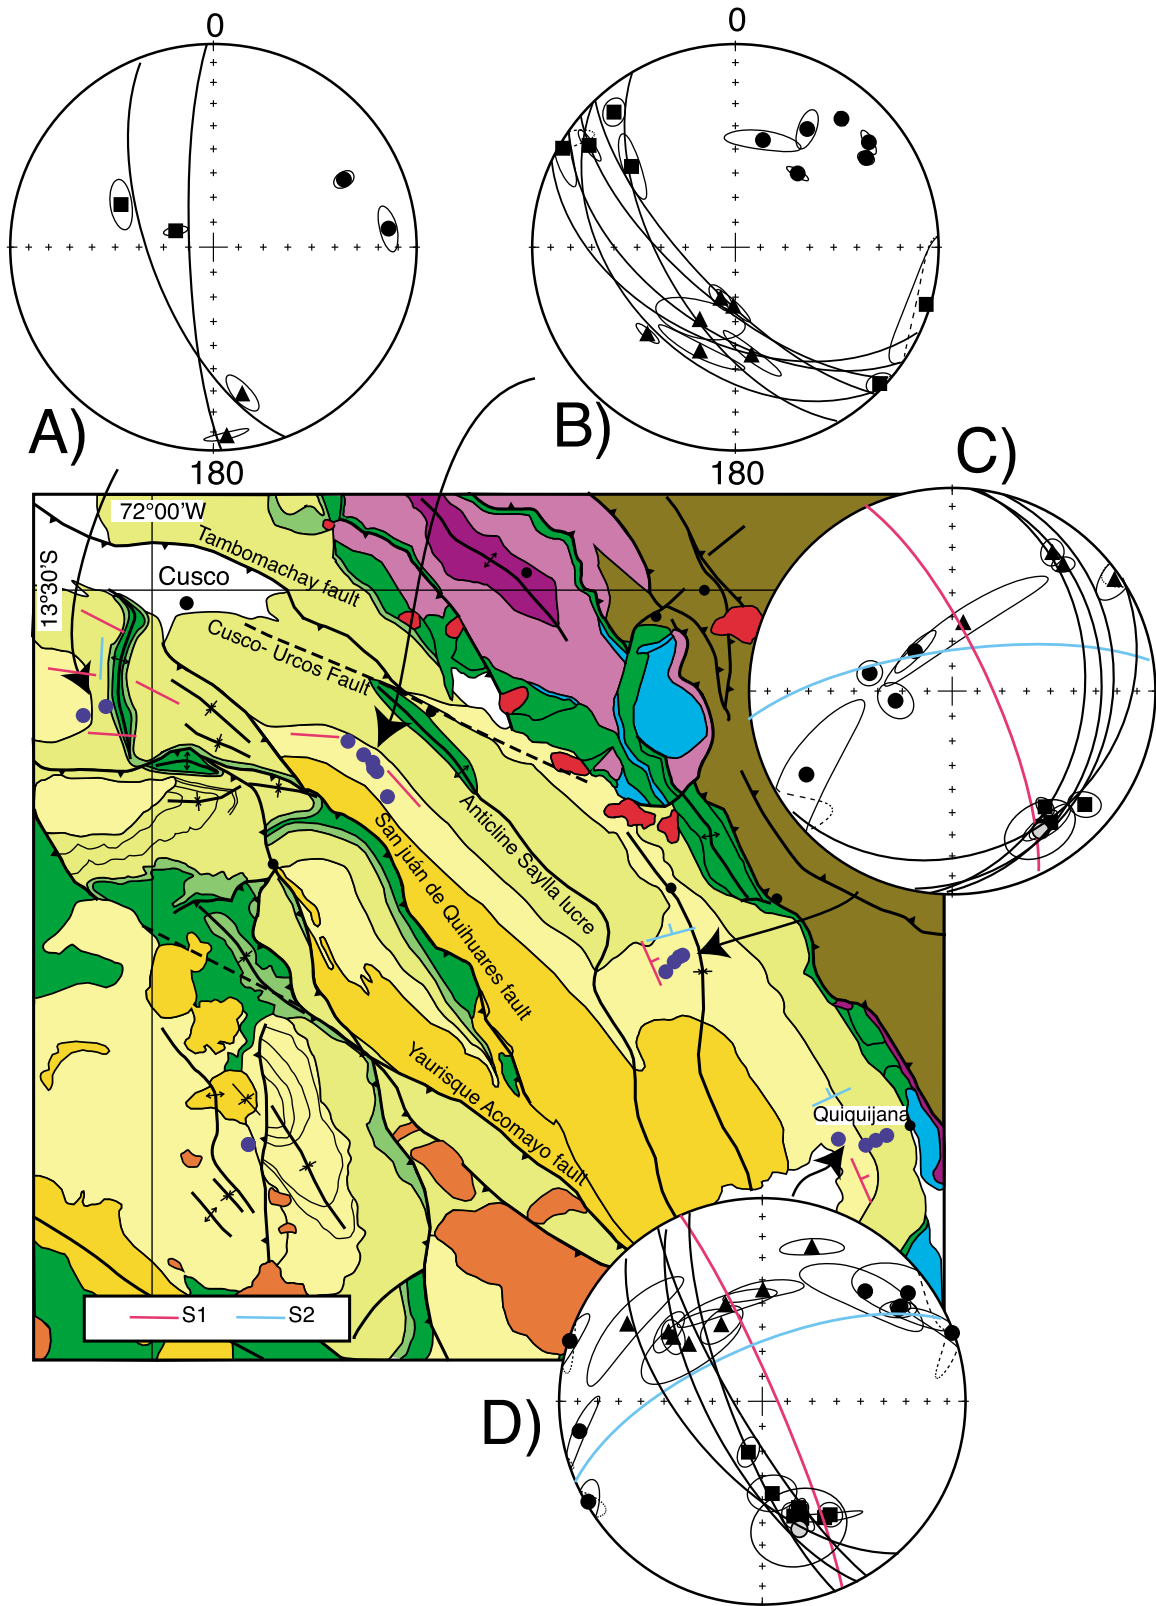 0
0
A)
B)
180
180
C)
72°00'W
13°30'S
Cusco
Tambomachay fault
Cusco- Urcos Fault
Anticline Saylla lucre
San juán de Quihuares fault
Yaurisque Acomayo fault
Quiquijana
S1
S2
D)